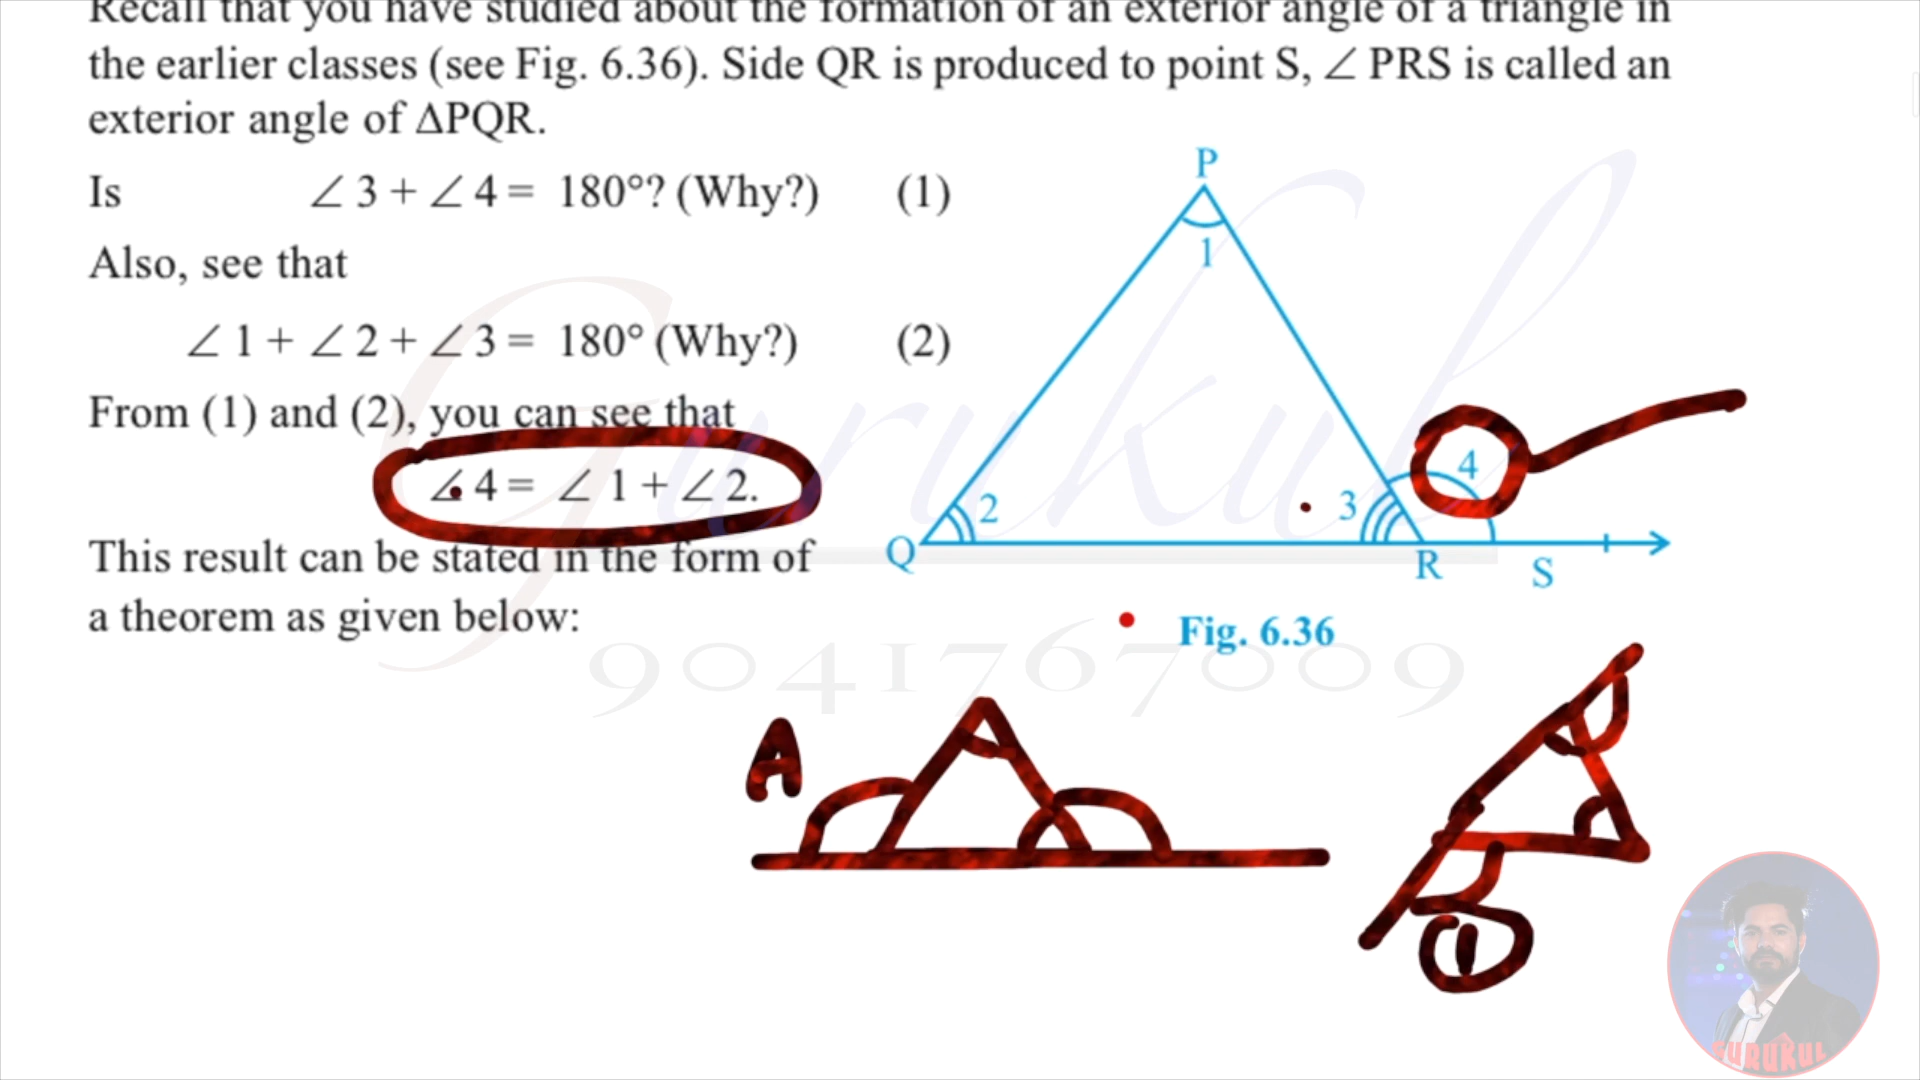 Recall that you have studied about the formation of an exterior angle of a triangle in
the earlier classes (see Fig. 6.36). Side QR is produced to point S, ∠ PRS is called an
exterior angle of ΔPQR.
Is ∠ 3 + ∠ 4 = 180°? (Why?) (1)
Also, see that
∠ 1 + ∠ 2 + ∠ 3 = 180° (Why?) (2)
From (1) and (2), you can see that
∠ 4 = ∠ 1 + ∠ 2.
This result can be stated in the form of
a theorem as given below:
P
1
2
3
4
Q
R
S
Fig. 6.36
Gurukul
9041767009
A
1
GURUKUL